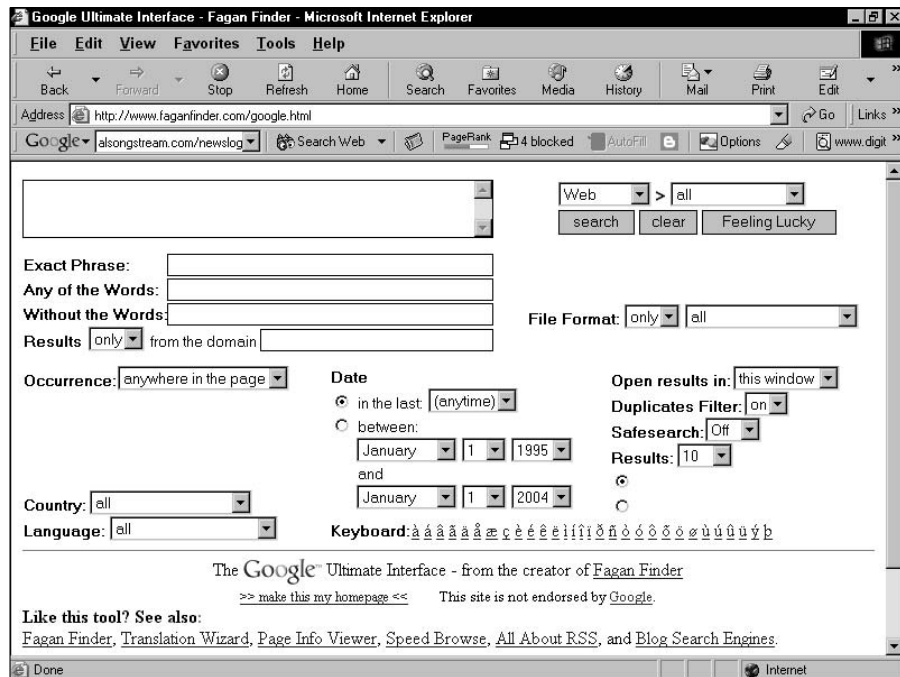 Google Ultimate Interface - Fagan Finder - Microsoft Internet Explorer
File Edit View Favorites Tools Help
Back Forward Stop Refresh Home Search Favorites Media History Mail Print Edit »
Address http://www.faganfinder.com/google.html Go Links »
Google alsongstream.com/newslog Search Web PageRank 4 blocked AutoFill Options www.digit »
Web > all
search clear Feeling Lucky
Exact Phrase:
Any of the Words:
Without the Words:
File Format: only all
Results only from the domain
Occurrence: anywhere in the page Date Open results in: this window
in the last: (anytime) Duplicates Filter: on
between: Safesearch: Off
January 1 1995 Results: 10
and
Country: all January 1 2004
Language: all Keyboard: à á â ã ä å æ ç è é ê ë ì í î ï ð ñ ò ó ô õ ö ø ù ú û ü ý þ
The Google™ Ultimate Interface - from the creator of Fagan Finder
>> make this my homepage << This site is not endorsed by Google.
Like this tool? See also:
Fagan Finder, Translation Wizard, Page Info Viewer, Speed Browse, All About RSS, and Blog Search Engines.
Done Internet